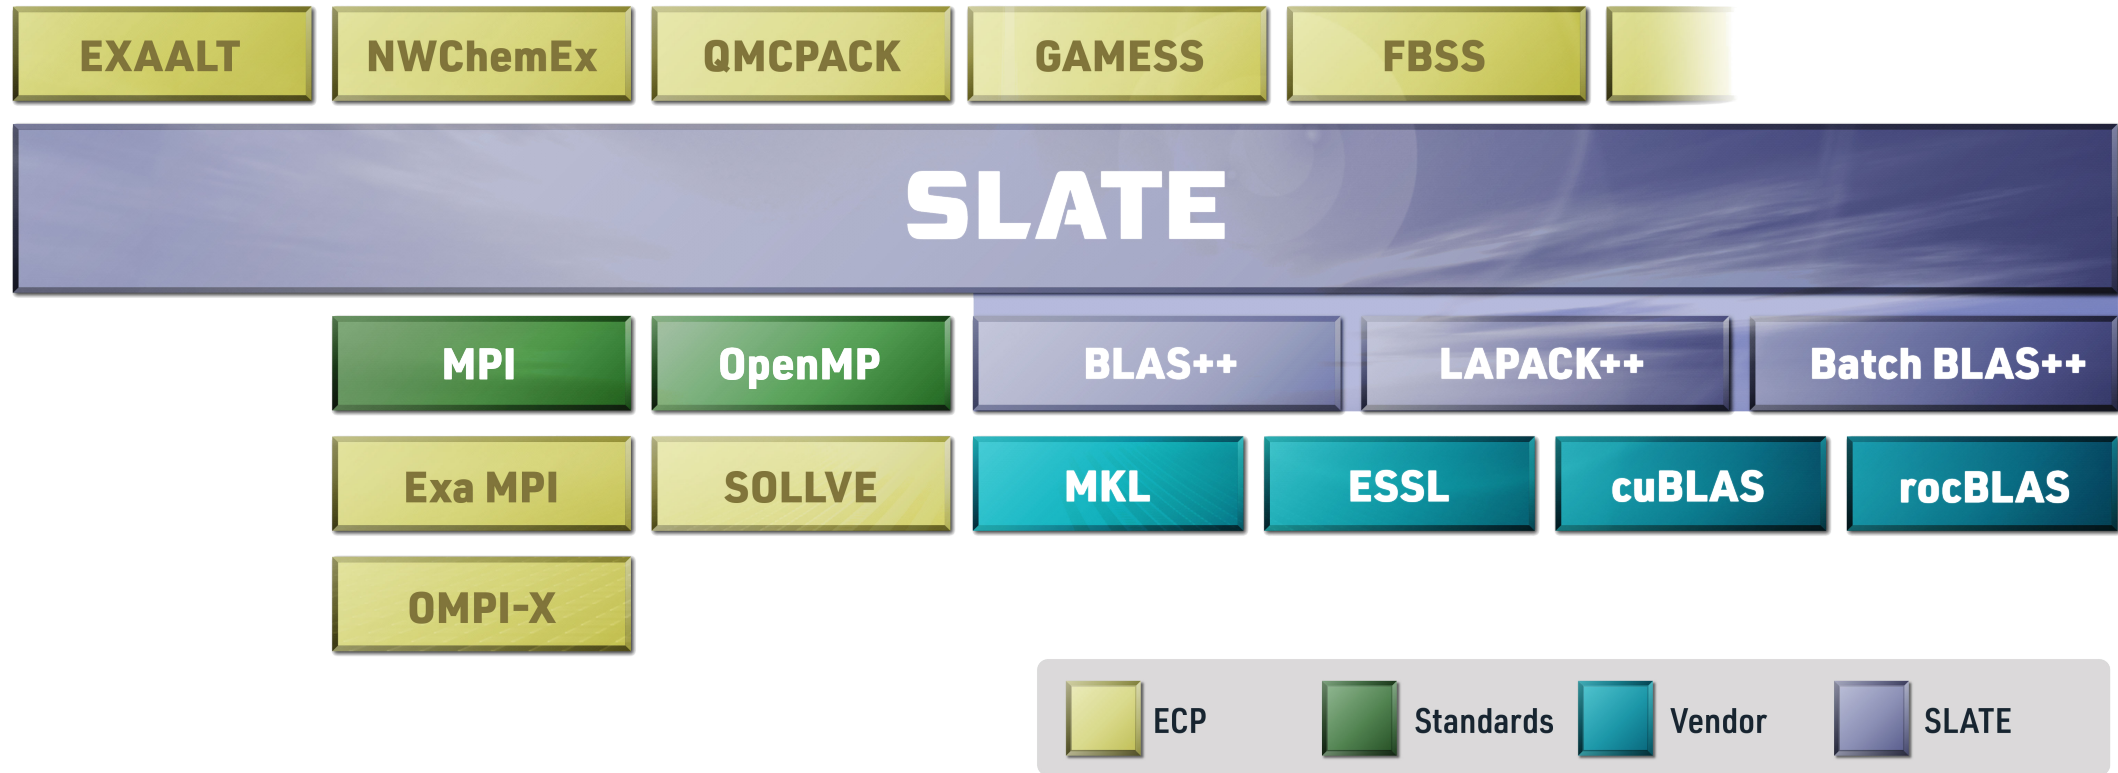 EXAALT NWChemEx QMCPACK GAMESS FBSS
SLATE
MPI OpenMP BLAS++ LAPACK++ Batch BLAS++
Exa MPI SOLLVE MKL ESSL cuBLAS rocBLAS
OMPI-X
ECP Standards Vendor SLATE